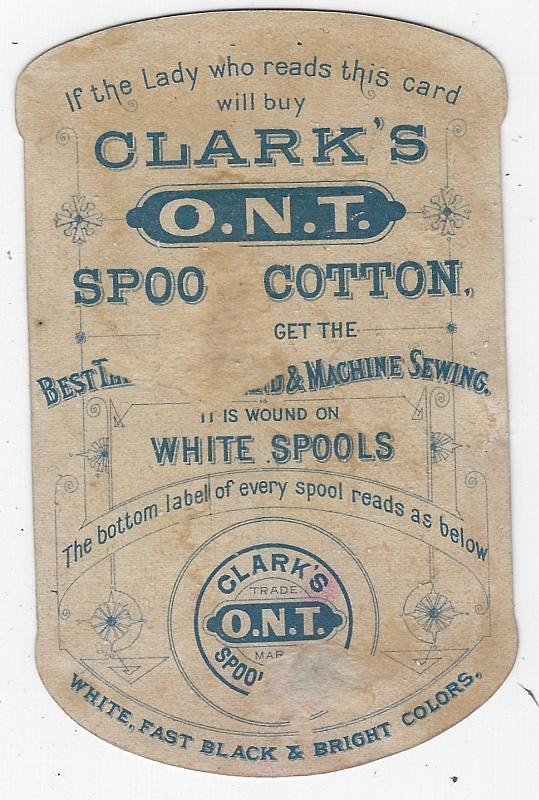 If the Lady who reads this card
will buy
CLARK'S
O.N.T.
SPOO COTTON.
GET THE
BEST & MACHINE SEWING.
IT IS WOUND ON
WHITE SPOOLS
The bottom label of every spool reads as below
CLARK'S
TRADE
O.N.T.
MAR
SPOO
WHITE, FAST BLACK & BRIGHT COLORS.